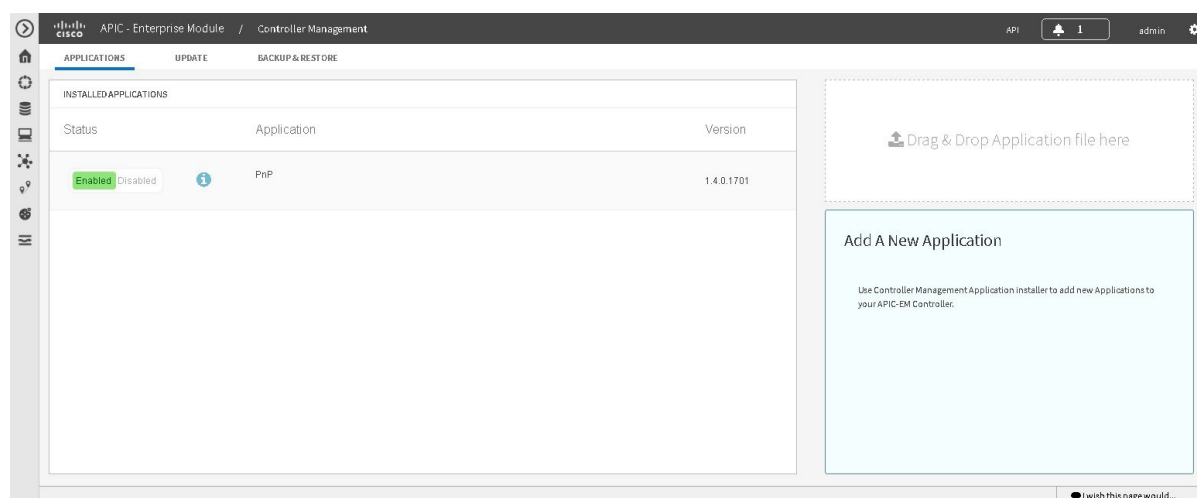 CISCO APIC - Enterprise Module / Controller Management API 1 admin
APPLICATIONS UPDATE BACKUP & RESTORE
INSTALLED APPLICATIONS
Status Application Version
Enabled Disabled PnP 1.4.0.1701
Drag & Drop Application file here
Add A New Application
Use Controller Management Application installer to add new Applications to
your APIC-EM Controller.
I wish this page would...